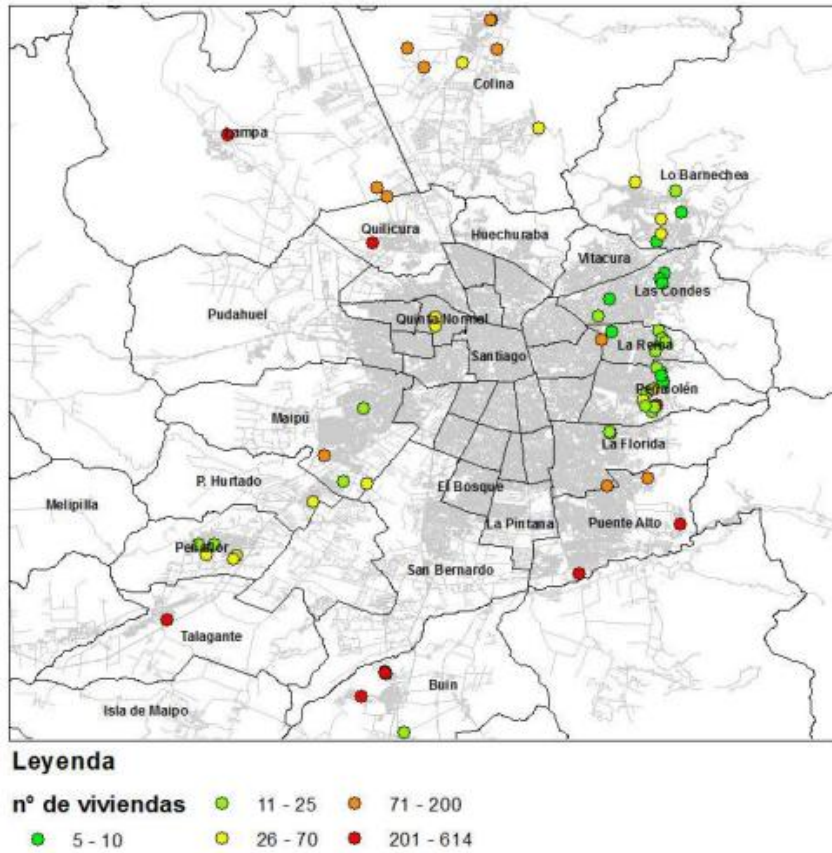 Colina
Lampa
Lo Barnechea
Quilicura
Huechuraba
Vitacura
Las Condes
Pudahuel
Quinta Normal
La Reina
Santiago
Peñalolén
Maipú
La Florida
P. Hurtado
El Bosque
Melipilla
La Pintana
Puente Alto
Peñaflor
San Bernardo
Talagante
Buin
Isla de Maipo
Leyenda
n° de viviendas
11 - 25
71 - 200
5 - 10
26 - 70
201 - 614